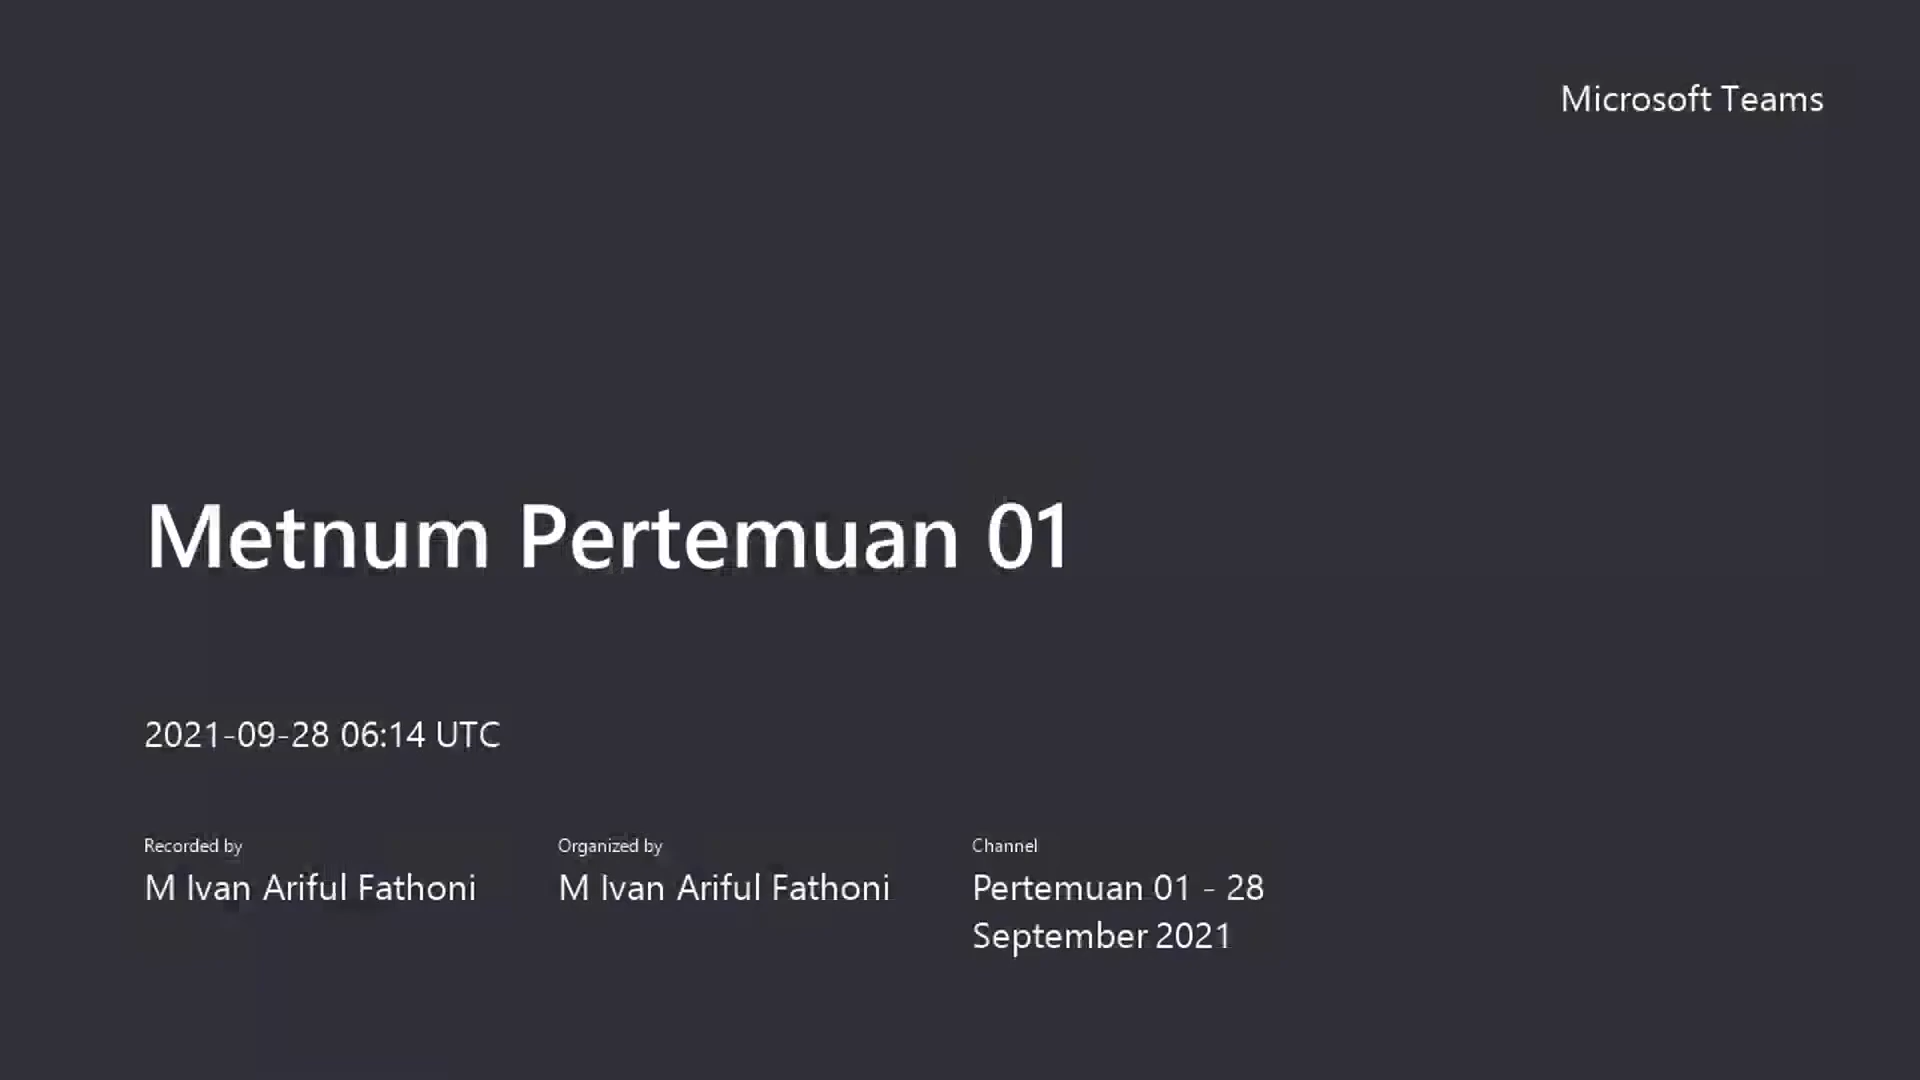 Microsoft Teams
Metnum Pertemuan 01
2021-09-28 06:14 UTC
Recorded by
M Ivan Ariful Fathoni
Organized by
M Ivan Ariful Fathoni
Channel
Pertemuan 01 - 28
September 2021